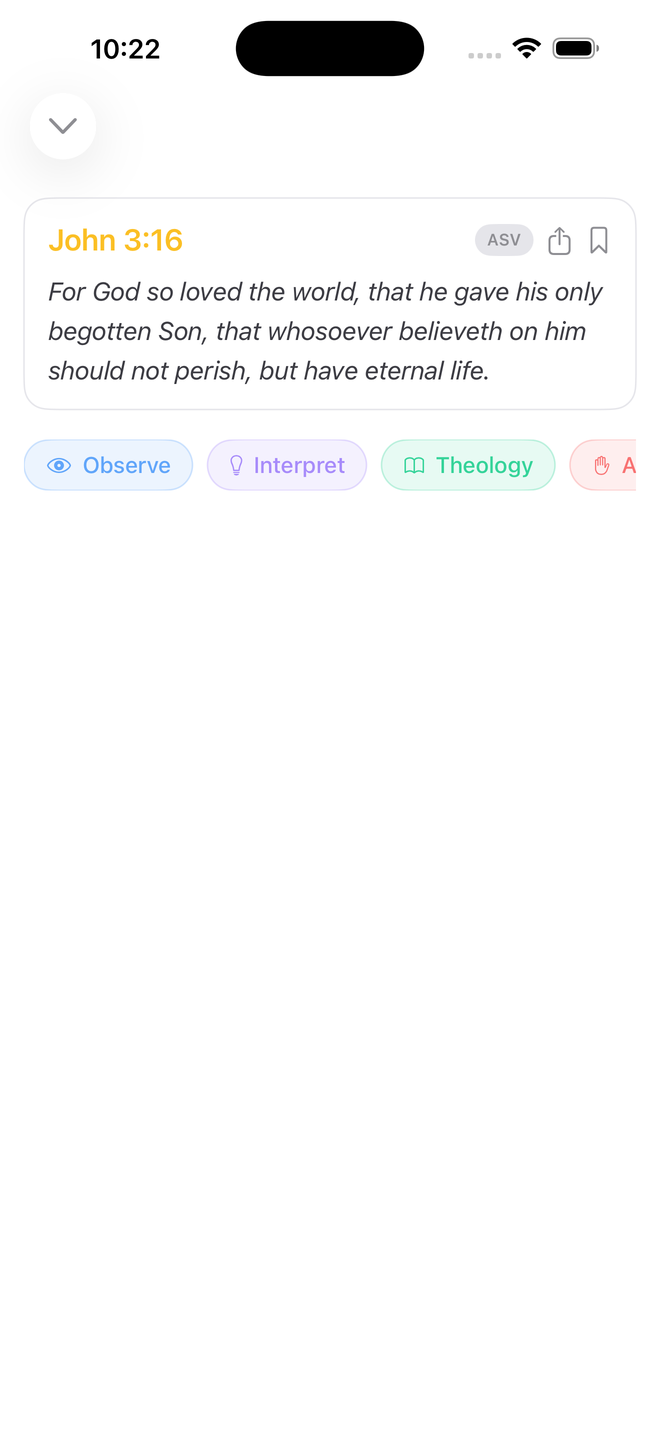 10:22
John 3:16
ASV
For God so loved the world, that he gave his only
begotten Son, that whosoever believeth on him
should not perish, but have eternal life.
Observe
Interpret
Theology
A